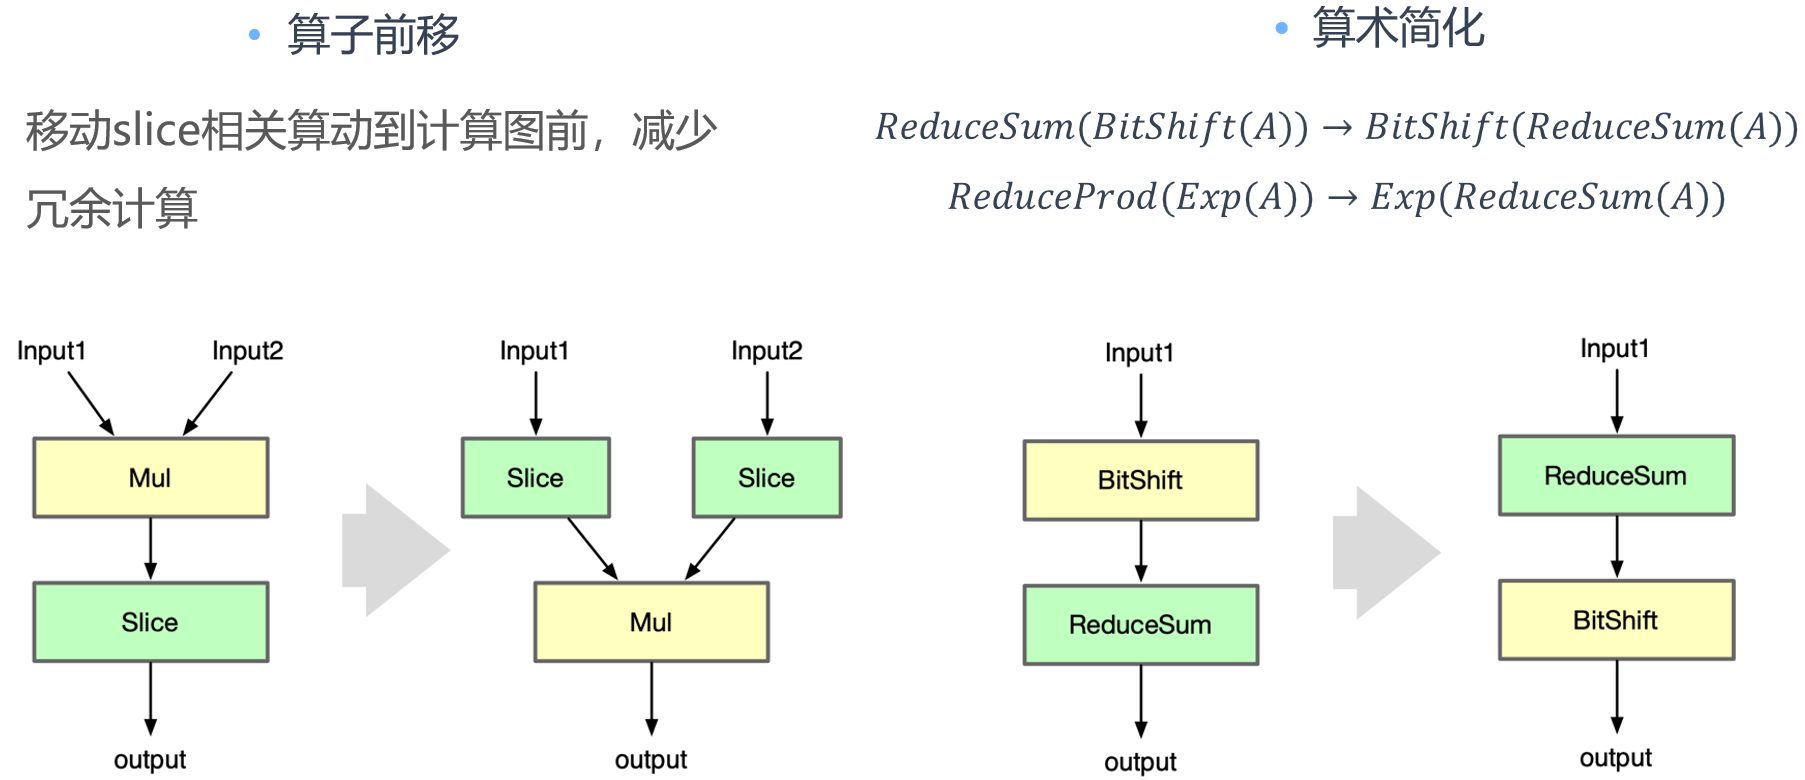 • 算子前移
移动slice相关算动到计算图前，减少
冗余计算
Input1
Input2
Mul
Slice
output
Input1
Input2
Slice
Slice
Mul
output
• 算术简化
ReduceSum(BitShift(A)) → BitShift(ReduceSum(A))
ReduceProd(Exp(A)) → Exp(ReduceSum(A))
Input1
BitShift
ReduceSum
output
Input1
ReduceSum
BitShift
output